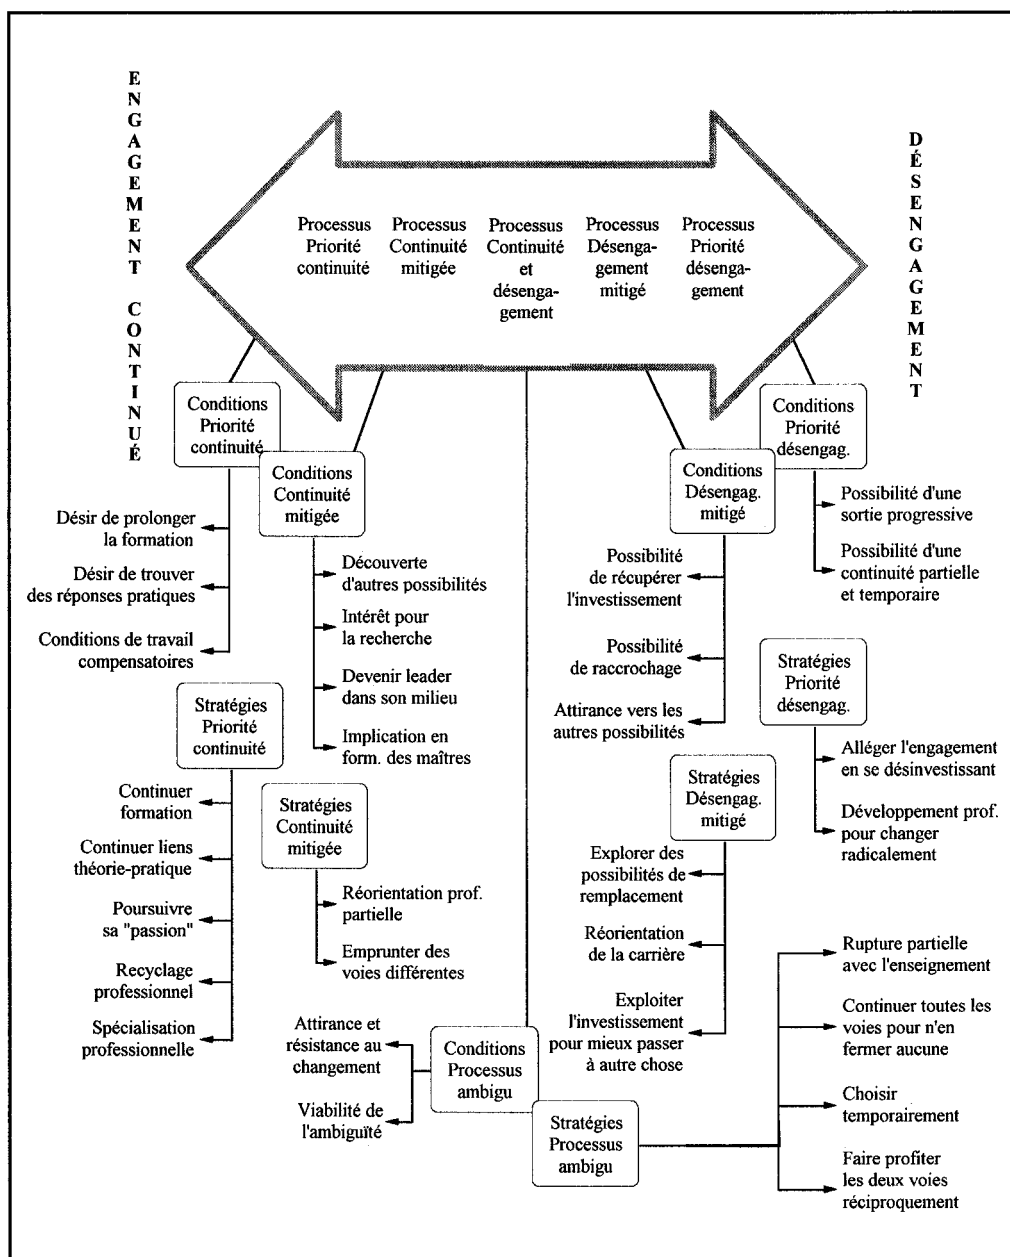 ENGAGEMENT CONTINUÉ
DÉSENGAGEMENT
Processus
Priorité
continuité
Processus
Continuité
mitigée
Processus
Continuité
et
désenga-
gement
Processus
Désenga-
gement
mitigé
Processus
Priorité
désenga-
gement
Conditions
Priorité
continuité
Désir de prolonger
la formation
Désir de trouver
des réponses pratiques
Conditions de travail
compensatoires
Conditions
Continuité
mitigée
Découverte
d'autres possibilités
Intérêt pour
la recherche
Devenir leader
dans son milieu
Implication en
form. des maîtres
Conditions
Désengag.
mitigé
Possibilité
de récupérer
l'investissement
Possibilité
de raccrochage
Attirance vers les
autres possibilités
Conditions
Priorité
désengag.
Possibilité d'une
sortie progressive
Possibilité d'une
continuité partielle
et temporaire
Stratégies
Priorité
continuité
Continuer
formation
Continuer liens
théorie-pratique
Poursuivre
sa "passion"
Recyclage
professionnel
Spécialisation
professionnelle
Stratégies
Continuité
mitigée
Réorientation prof.
partielle
Emprunter des
voies différentes
Stratégies
Désengag.
mitigé
Explorer des
possibilités de
remplacement
Réorientation
de la carrière
Exploiter
l'investissement
pour mieux passer
à autre chose
Stratégies
Priorité
désengag.
Alléger l'engagement
en se désinvestissant
Développement prof.
pour changer
radicalement
Conditions
Processus
ambigu
Attirance et
résistance au
changement
Viabilité de
l'ambiguïté
Stratégies
Processus
ambigu
Rupture partielle
avec l'enseignement
Continuer toutes les
voies pour n'en
fermer aucune
Choisir
temporairement
Faire profiter
les deux voies
réciproquement